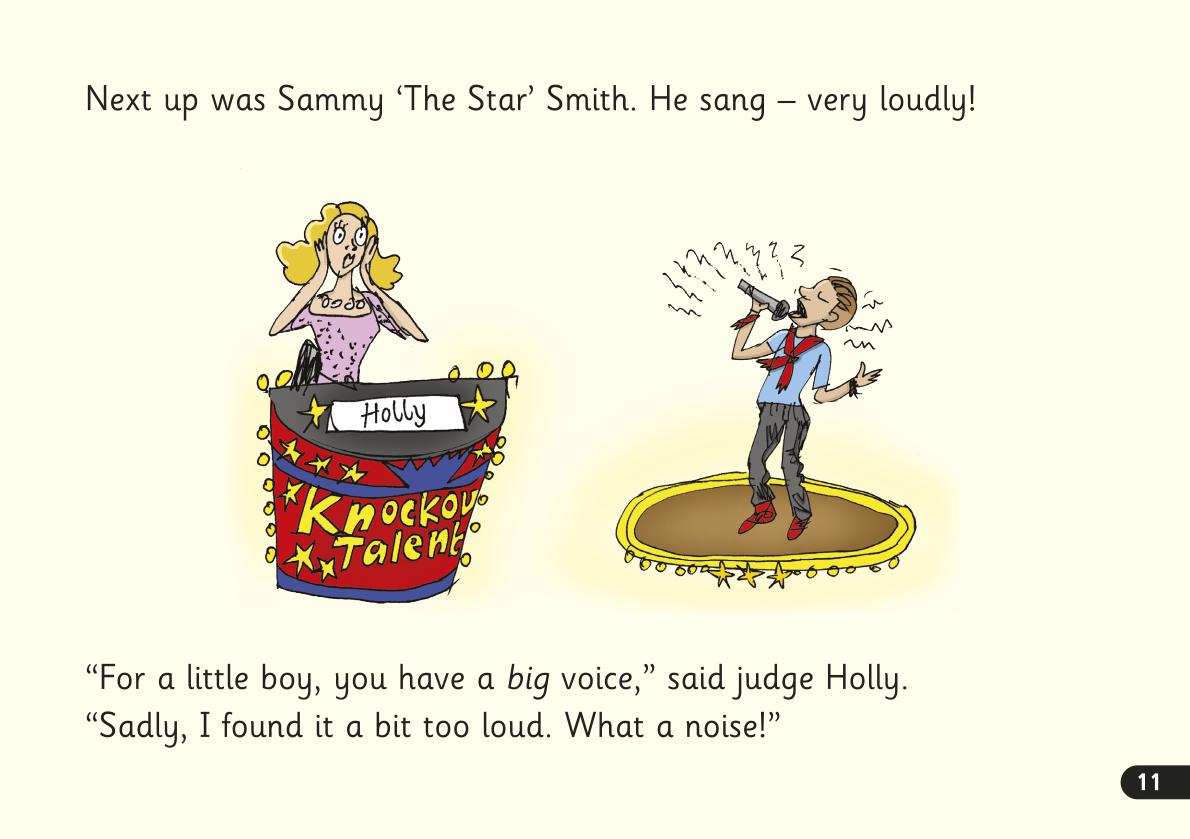 Next up was Sammy ‘The Star’ Smith. He sang – very loudly!
Holly
Knockou
Talent
“For a little boy, you have a big voice,” said judge Holly.
“Sadly, I found it a bit too loud. What a noise!”
11